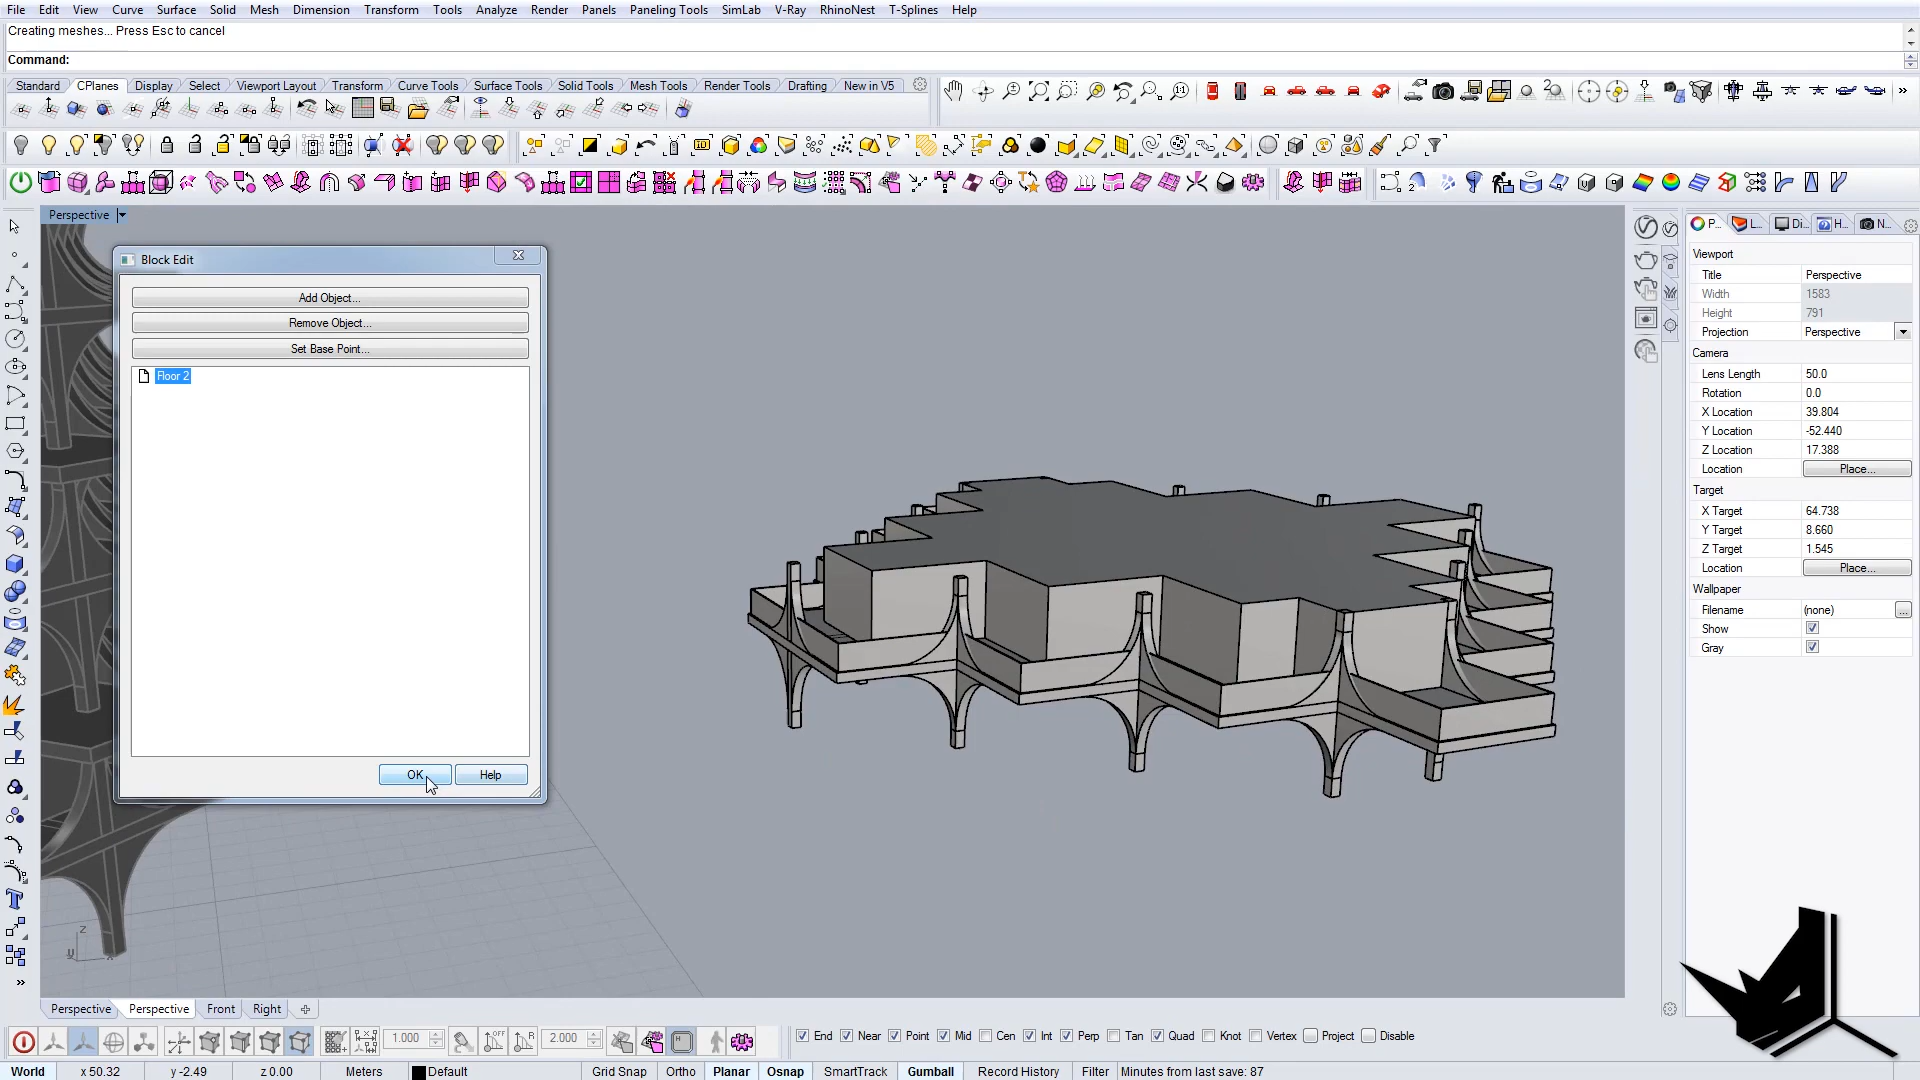 File Edit View Curve Surface Solid Mesh Dimension Transform Tools Analyze Render Panels Paneling Tools SimLab V-Ray RhinoNest T-Splines Help
Creating meshes... Press Esc to cancel
Command:
Standard CPlanes Display Select Viewport Layout Transform Curve Tools Surface Tools Solid Tools Mesh Tools Render Tools Drafting New in V5
Perspective
Block Edit
Add Object...
Remove Object...
Set Base Point...
Floor 2
OK Help
P... L... Di... H... N...
Viewport
Title Perspective
Width 1583
Height 791
Projection Perspective
Camera
Lens Length 50.0
Rotation 0.0
X Location 39.804
Y Location -52.440
Z Location 17.388
Location Place...
Target
X Target 64.738
Y Target 8.660
Z Target 1.545
Location Place...
Wallpaper
Filename (none) ...
Show
Gray
z
y
Perspective Perspective Front Right
1.000 2.000 End Near Point Mid Cen Int Perp Tan Quad Knot Vertex Project Disable
World x 50.32 y -2.49 z 0.00 Meters Default Grid Snap Ortho Planar Osnap SmartTrack Gumball Record History Filter Minutes from last save: 87